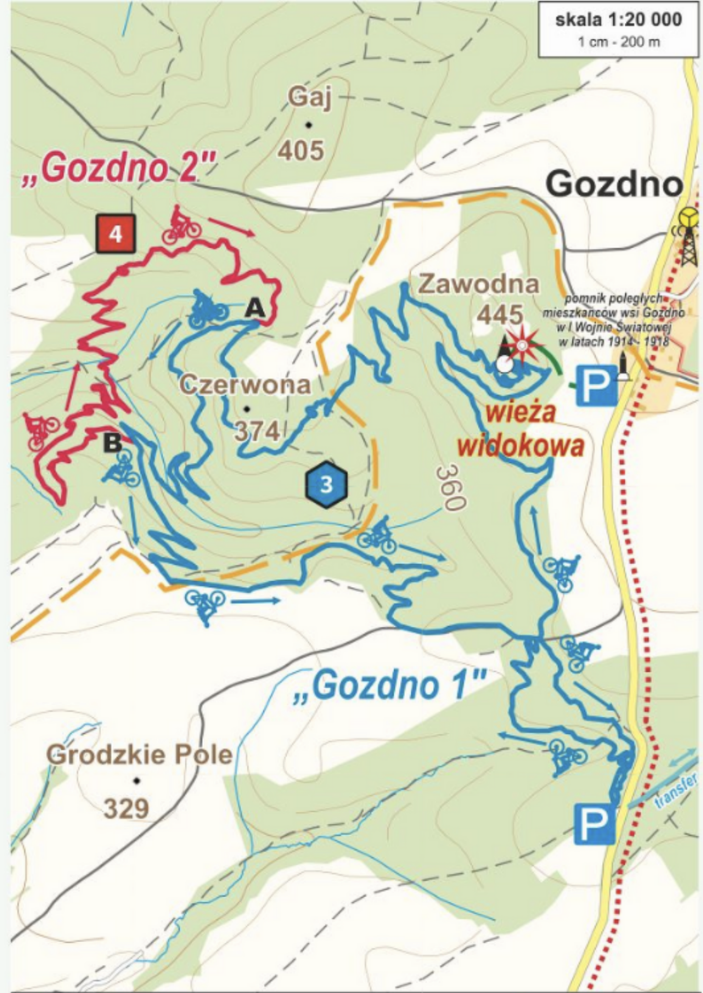 skala 1:20 000
1 cm - 200 m
Gaj
405
„Gozdno 2"
Gozdno
4
Zawodna
445
pomnik poległych
mieszkańców wsi Gozdno
w I Wojnie Światowej
w latach 1914 - 1918
A
P
Czerwona
374
wieża
widokowa
B
3
360
„Gozdno 1"
Grodzkie Pole
329
transfer
P